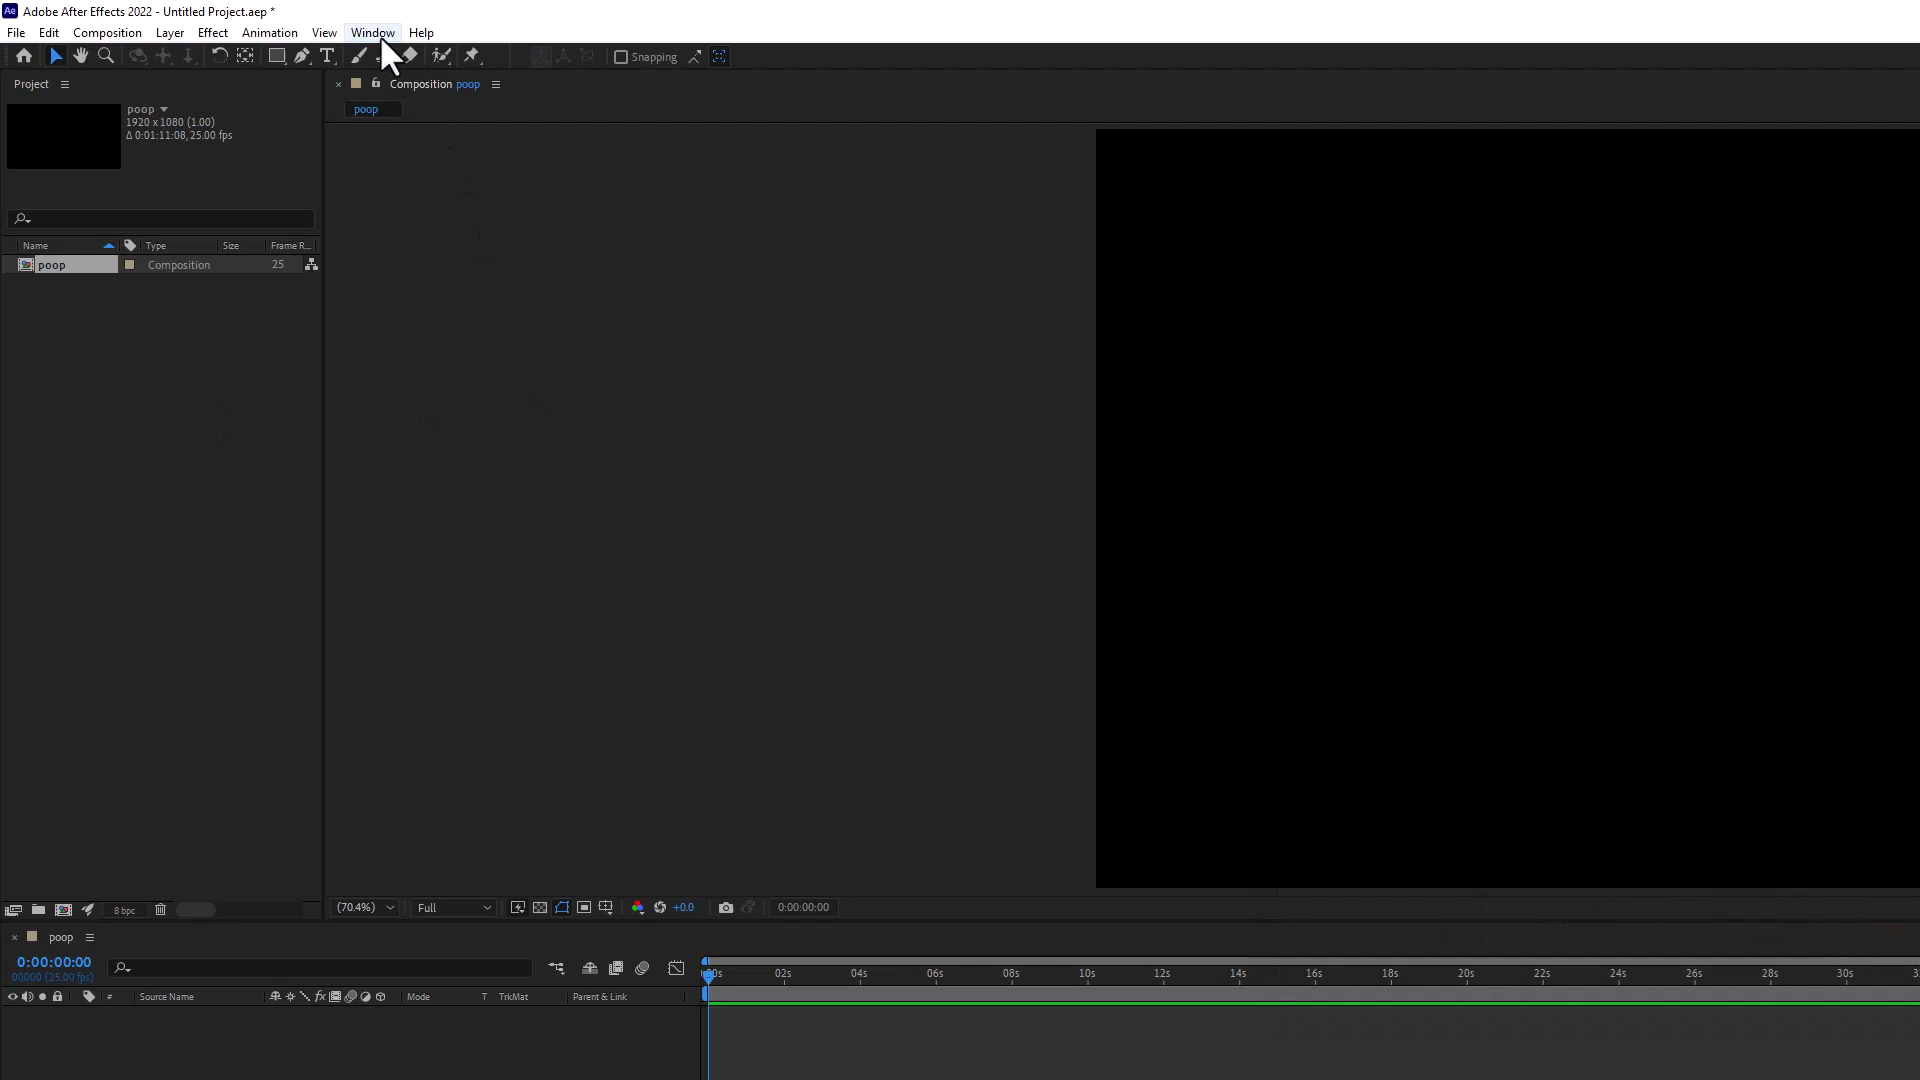 Ae Adobe After Effects 2022 - Untitled Project.aep *
File Edit Composition Layer Effect Animation View Window Help
T Snapping
Project × Composition poop
poop
poop
1920 x 1080 (1.00)
Δ 0:01:11:08, 25.00 fps
Name Type Size Frame R...
poop Composition 25
8 bpc (70.4%) Full +0.0 0:00:00:00
× poop
0:00:00:00
00000 (25.00 fps)
:00s 02s 04s 06s 08s 10s 12s 14s 16s 18s 20s 22s 24s 26s 28s 30s
# Source Name fx Mode T TrkMat Parent & Link